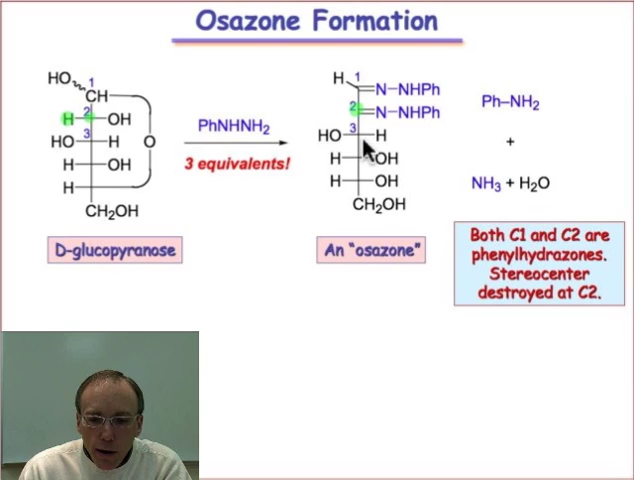 Osazone Formation
HO
1
CH
H
2
OH
HO
3
H
O
H
OH
H
CH₂OH
D-glucopyranose
PhNHNH₂
3 equivalents!
H
1
=N–NHPh
2
=N–NHPh
3
HO
H
H
OH
H
OH
CH₂OH
An "osazone"
Ph–NH₂
+
NH₃ + H₂O
Both C1 and C2 are
phenylhydrazones.
Stereocenter
destroyed at C2.